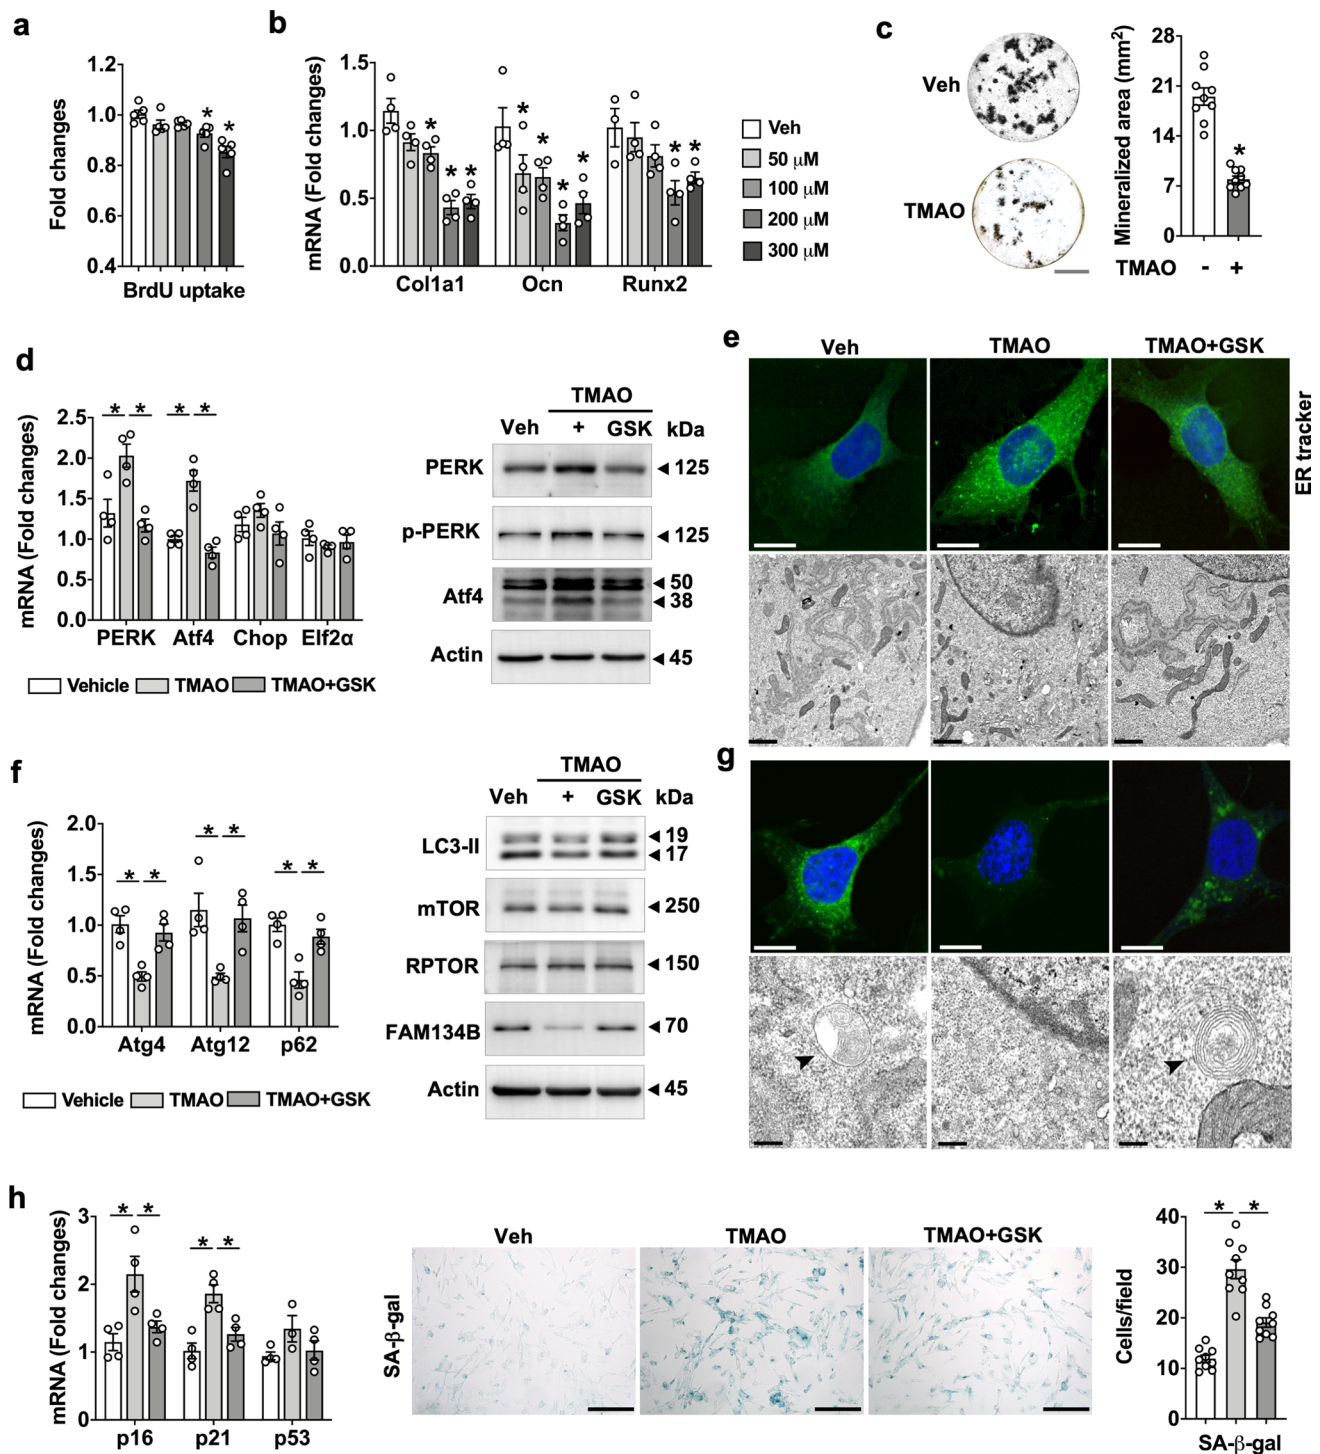 a
Fold changes
1.2
1.0
0.8
0.6
0.4
* *
BrdU uptake
b
mRNA (Fold changes)
1.5
1.0
0.5
0.0
* * * * * * * * *
Col1a1 Ocn Runx2
Veh
50 μM
100 μM
200 μM
300 μM
c
Veh
TMAO
Mineralized area (mm²)
28
21
14
7
0
*
TMAO - +
d
mRNA (Fold changes)
2.5
2.0
1.5
1.0
0.5
0.0
* * * *
PERK Atf4 Chop Elf2α
Vehicle TMAO TMAO+GSK
TMAO
Veh + GSK kDa
PERK 125
p-PERK 125
Atf4 50
38
Actin 45
e
Veh TMAO TMAO+GSK
ER tracker
f
mRNA (Fold changes)
2.0
1.5
1.0
0.5
0.0
* * * * * *
Atg4 Atg12 p62
Vehicle TMAO TMAO+GSK
TMAO
Veh + GSK kDa
LC3-II 19
17
mTOR 250
RPTOR 150
FAM134B 70
Actin 45
g
h
mRNA (Fold changes)
3
2
1
0
* * * *
p16 p21 p53
Veh TMAO TMAO+GSK
SA-β-gal
Cells/field
40
30
20
10
0
* *
SA-β-gal